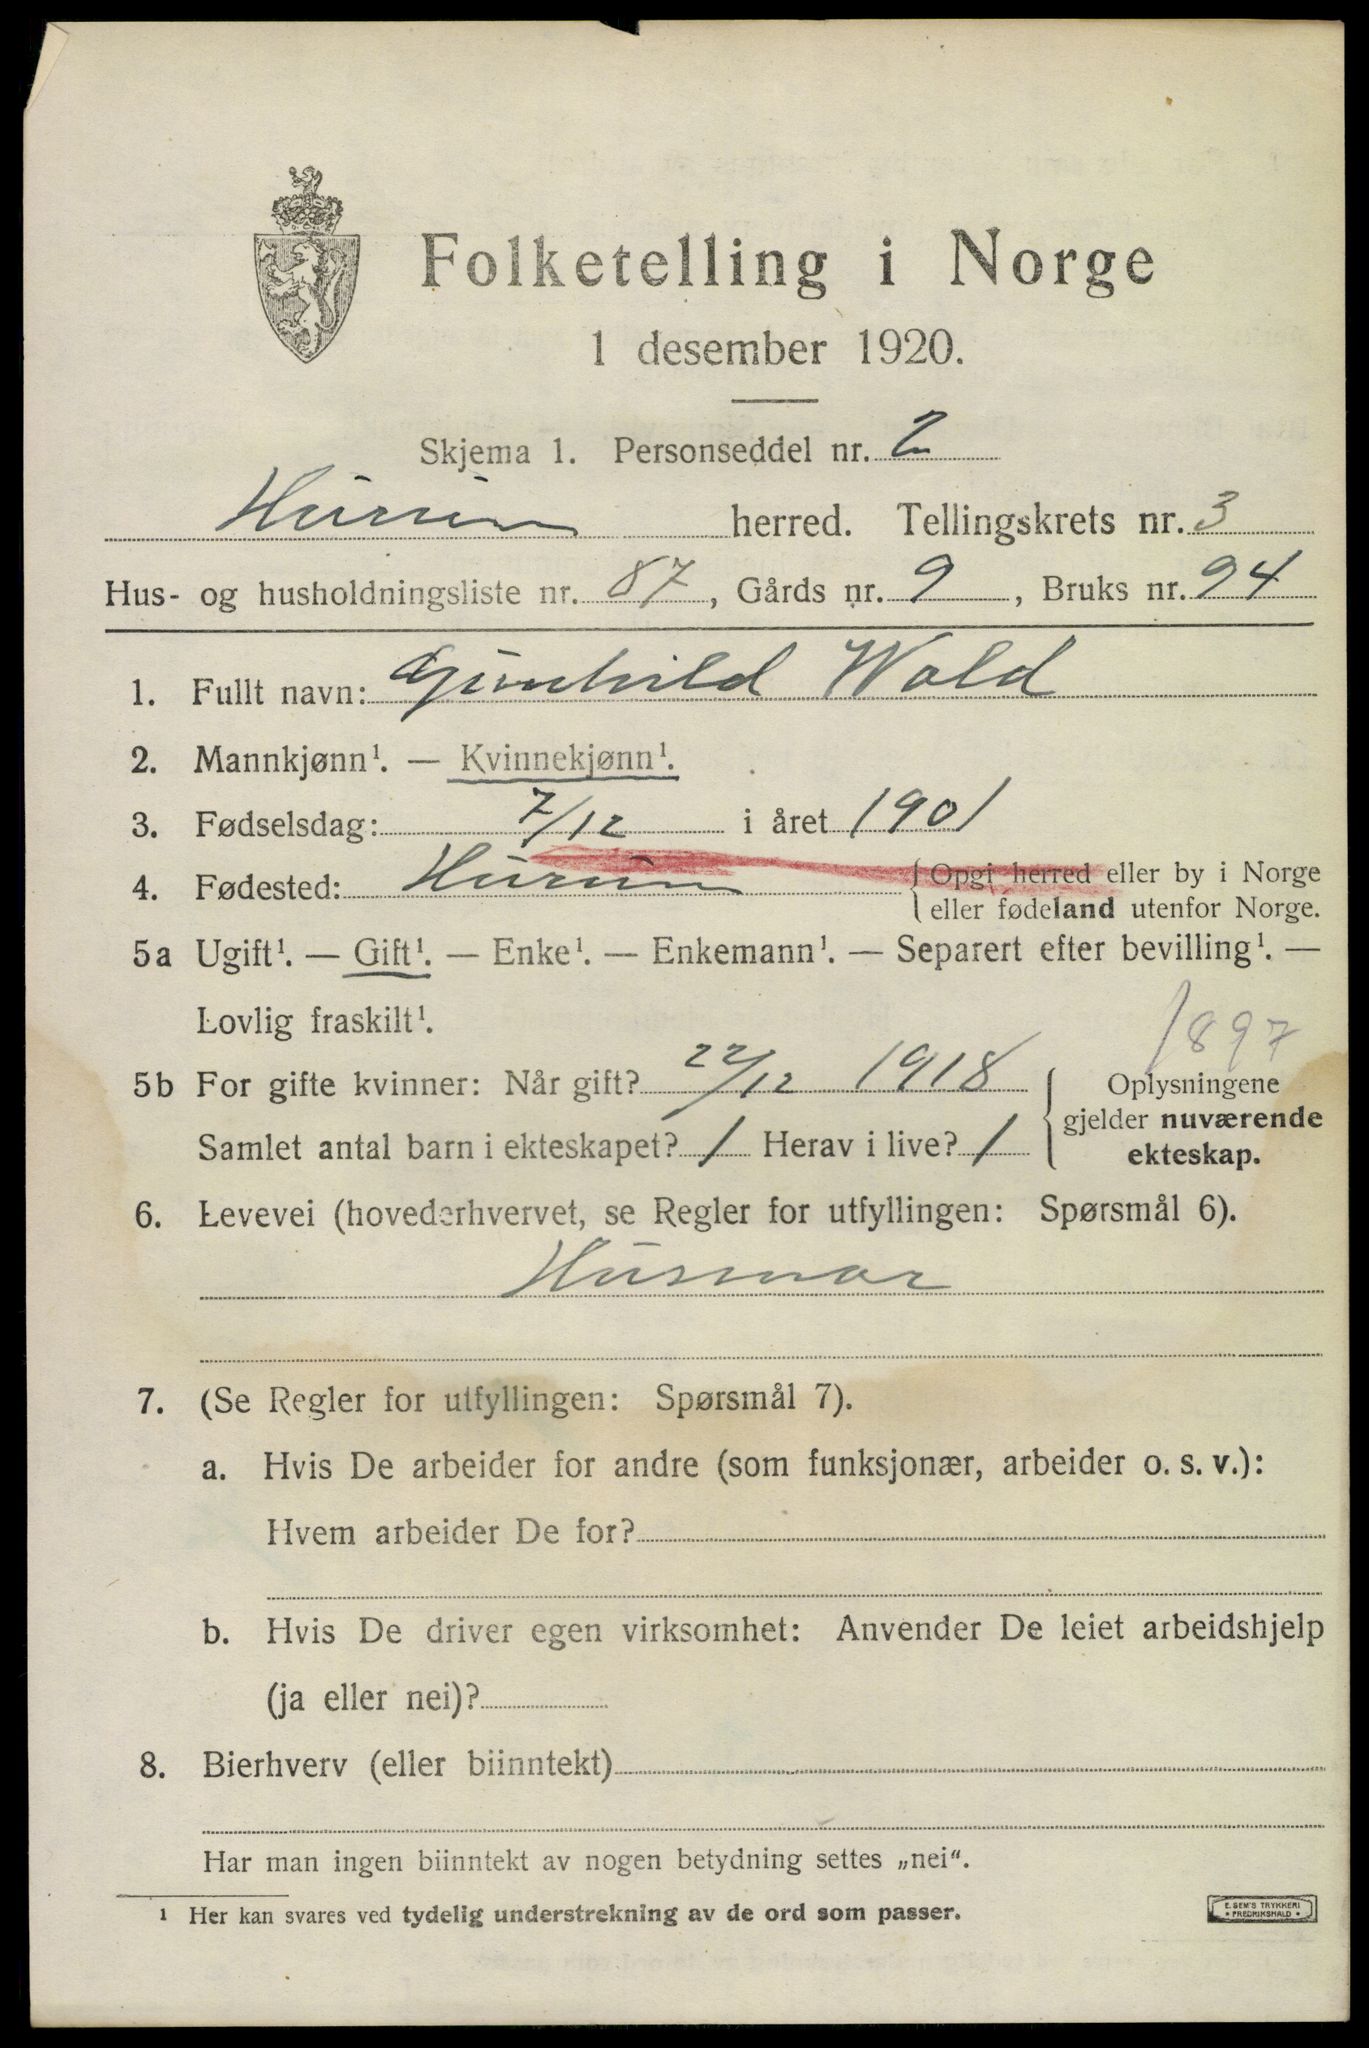 Folketelling i Norge
1 desember 1920.
Skjema 1. Personseddel nr. 2
Hurum herred. Tellingskrets nr. 3
Hus- og husholdningsliste nr. 87, Gårds nr. 9, Bruks nr. 94
1. Fullt navn: Gunhild Wold
2. Mannkjønn¹. — Kvinnekjønn¹.
3. Fødselsdag: 7/12 i året 1901
4. Fødested: Hurum { Opgi herred eller by i Norge
eller fødeland utenfor Norge.
5a Ugift¹. — Gift¹. — Enke¹. — Enkemann¹. — Separert efter bevilling¹. —
Lovlig fraskilt¹.
1897
5b For gifte kvinner: Når gift? 22/12 1918 { Oplysningene
gjelder nuværende
Samlet antal barn i ekteskapet? 1 Herav i live? 1 ekteskap.
6. Levevei (hovederhvervet, se Regler for utfyllingen: Spørsmål 6).
Husmor
7. (Se Regler for utfyllingen: Spørsmål 7).
a. Hvis De arbeider for andre (som funksjonær, arbeider o. s. v.):
Hvem arbeider De for?
b. Hvis De driver egen virksomhet: Anvender De leiet arbeidshjelp
(ja eller nei)?
8. Bierhverv (eller biinntekt)
Har man ingen biinntekt av nogen betydning settes „nei".
¹ Her kan svares ved tydelig understrekning av de ord som passer.
E. SEM'S TRYKKERI
* FREDRIKSHALD *